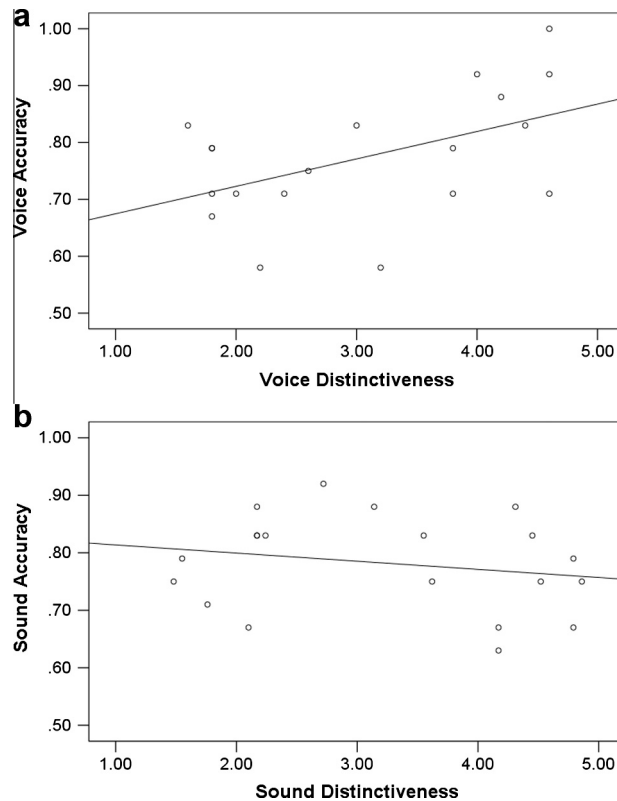 a
1.00
.90
.80
.70
.60
.50
Voice Accuracy
1.00 2.00 3.00 4.00 5.00
Voice Distinctiveness
b
1.00
.90
.80
.70
.60
.50
Sound Accuracy
1.00 2.00 3.00 4.00 5.00
Sound Distinctiveness